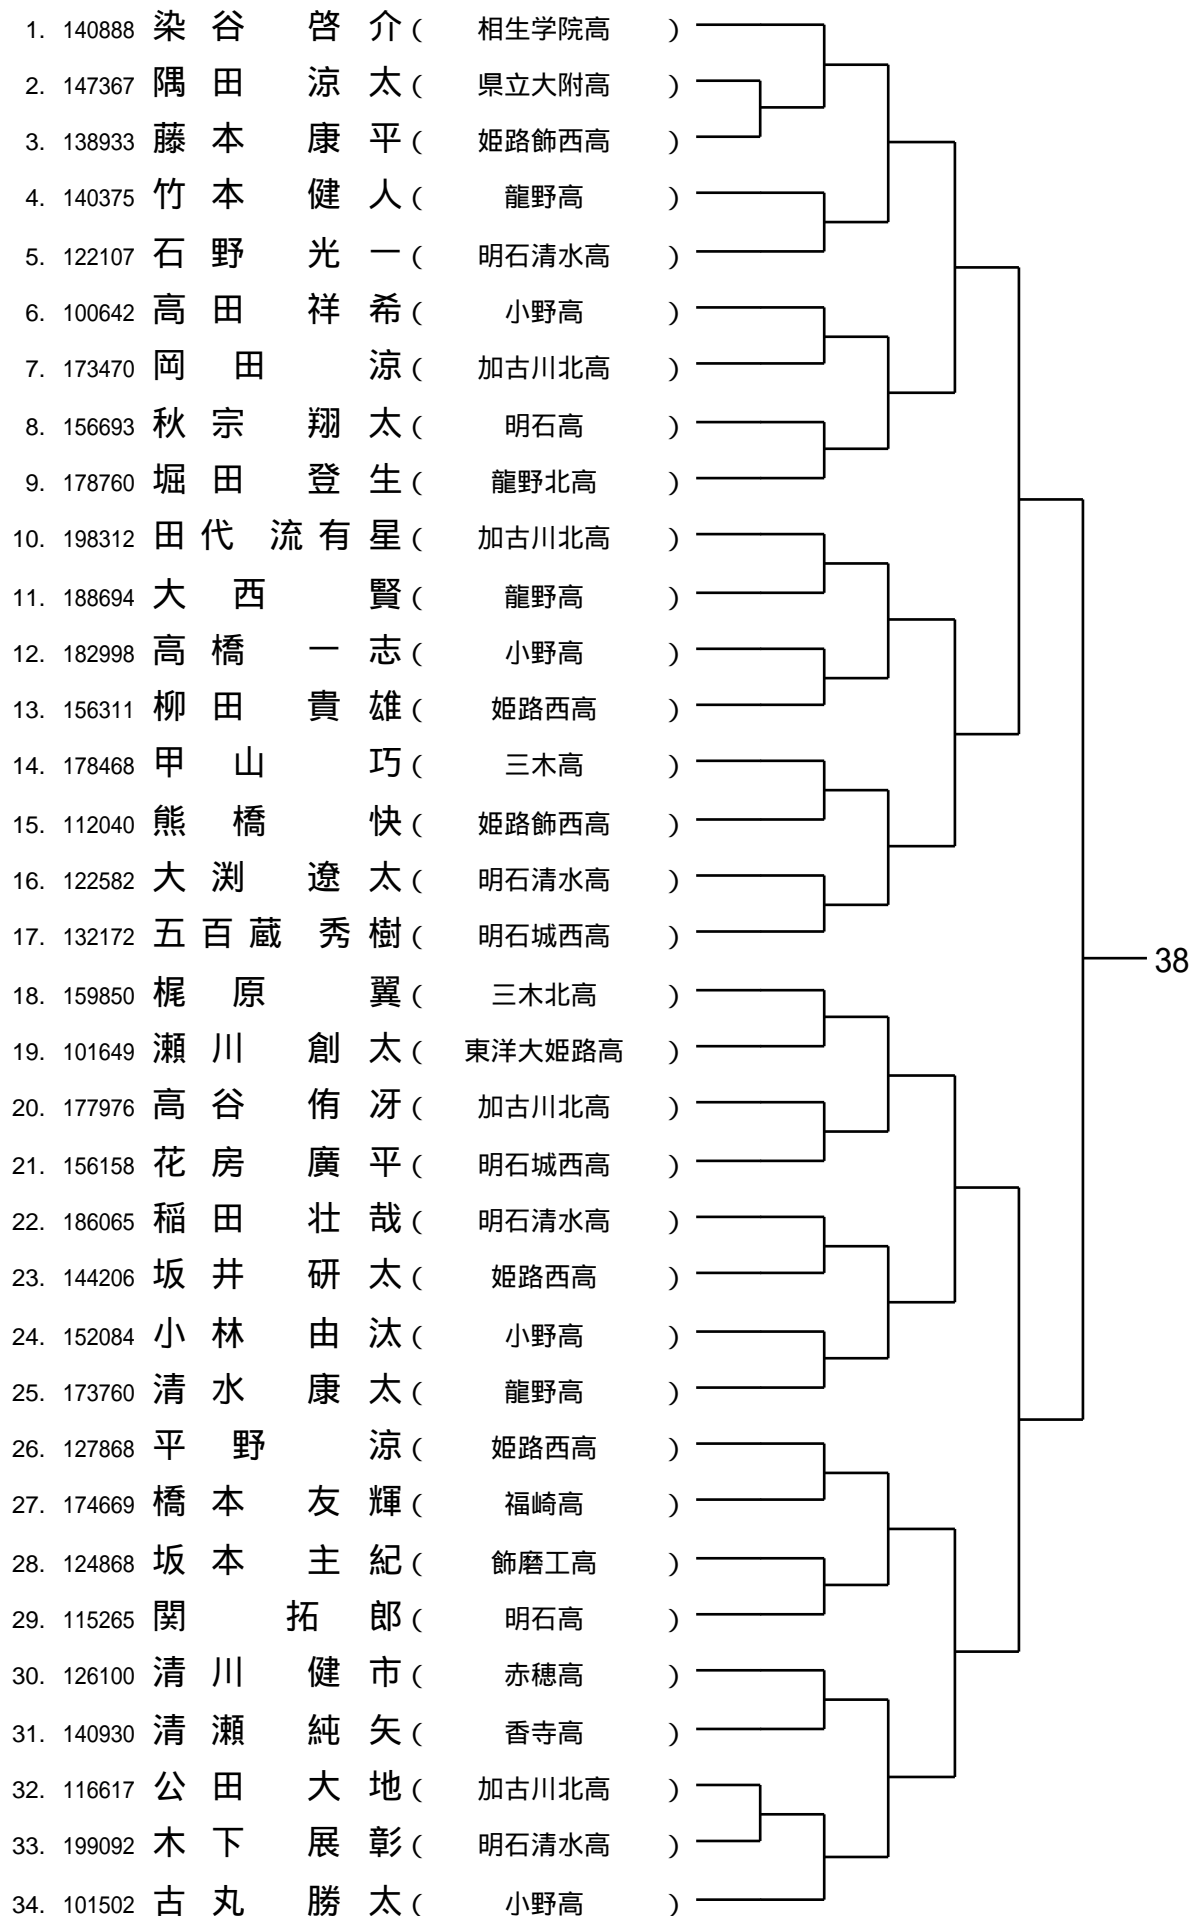 1. 140888 染谷 啓介 ( 相生学院高 )
2. 147367 隅田 涼太 ( 県立大附高 )
3. 138933 藤本 康平 ( 姫路飾西高 )
4. 140375 竹本 健人 ( 龍野高 )
5. 122107 石野 光一 ( 明石清水高 )
6. 100642 高田 祥希 ( 小野高 )
7. 173470 岡田 涼 ( 加古川北高 )
8. 156693 秋宗 翔太 ( 明石高 )
9. 178760 堀田 登生 ( 龍野北高 )
10. 198312 田代 流有星 ( 加古川北高 )
11. 188694 大西 賢 ( 龍野高 )
12. 182998 高橋 一志 ( 小野高 )
13. 156311 柳田 貴雄 ( 姫路西高 )
14. 178468 甲山 巧 ( 三木高 )
15. 112040 熊橋 快 ( 姫路飾西高 )
16. 122582 大渕 遼太 ( 明石清水高 )
17. 132172 五百蔵 秀樹 ( 明石城西高 )
38
18. 159850 梶原 翼 ( 三木北高 )
19. 101649 瀬川 創太 ( 東洋大姫路高 )
20. 177976 高谷 侑冴 ( 加古川北高 )
21. 156158 花房 廣平 ( 明石城西高 )
22. 186065 稲田 壮哉 ( 明石清水高 )
23. 144206 坂井 研太 ( 姫路西高 )
24. 152084 小林 由汰 ( 小野高 )
25. 173760 清水 康太 ( 龍野高 )
26. 127868 平野 涼 ( 姫路西高 )
27. 174669 橋本 友輝 ( 福崎高 )
28. 124868 坂本 主紀 ( 飾磨工高 )
29. 115265 関 拓郎 ( 明石高 )
30. 126100 清川 健市 ( 赤穂高 )
31. 140930 清瀬 純矢 ( 香寺高 )
32. 116617 公田 大地 ( 加古川北高 )
33. 199092 木下 展彰 ( 明石清水高 )
34. 101502 古丸 勝太 ( 小野高 )